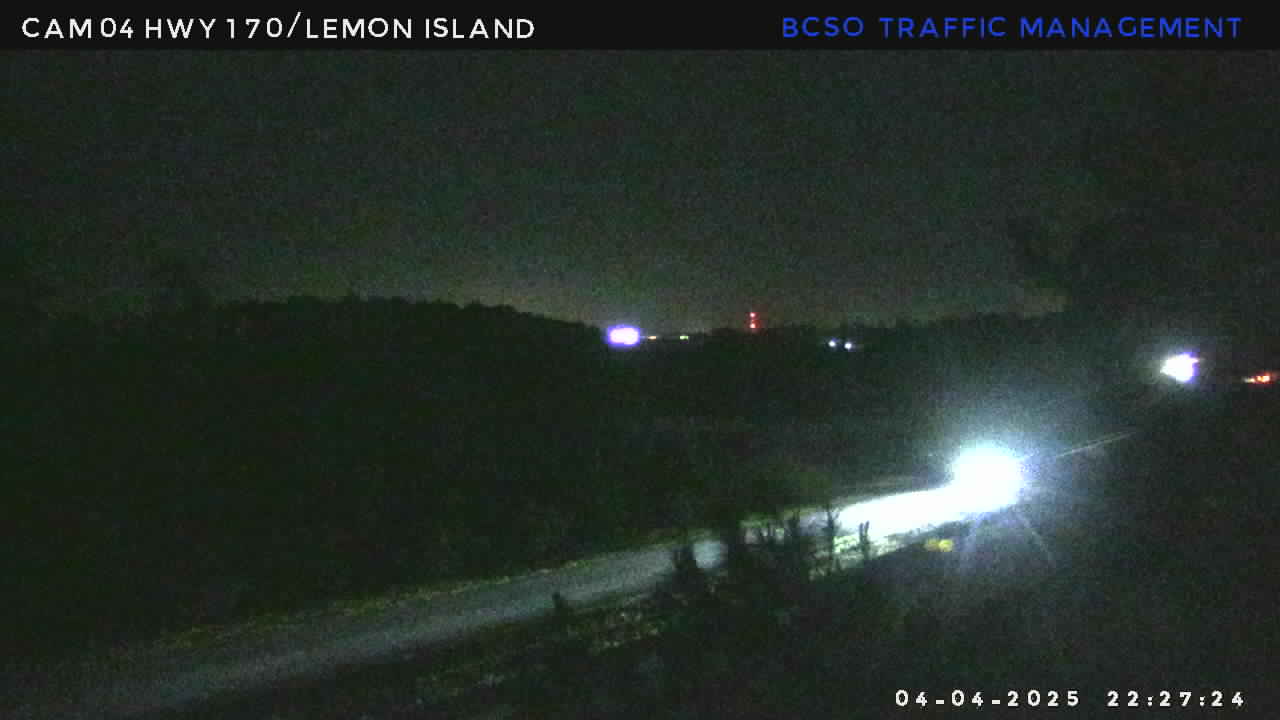 CAM04 HWY 170/LEMON ISLAND
BCSO TRAFFIC MANAGEMENT
04-04-2025 22:27:24